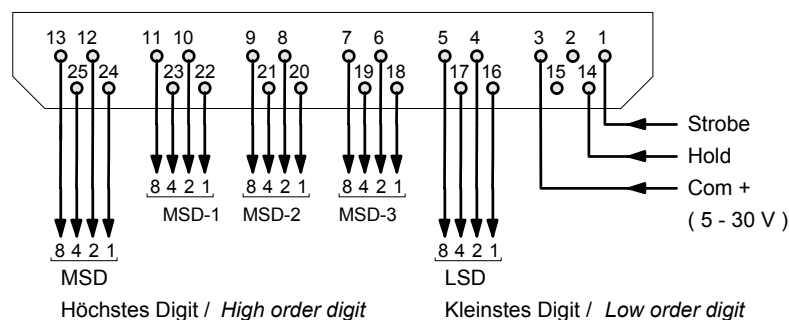 13 12 11 10 9 8 7 6 5 4 3 2 1
25 24 23 22 21 20 19 18 17 16 15 14
Strobe
Hold
Com +
( 5 - 30 V )
8 4 2 1 8 4 2 1 8 4 2 1
MSD-1 MSD-2 MSD-3
8 4 2 1 8 4 2 1
MSD LSD
Höchstes Digit / High order digit Kleinstes Digit / Low order digit